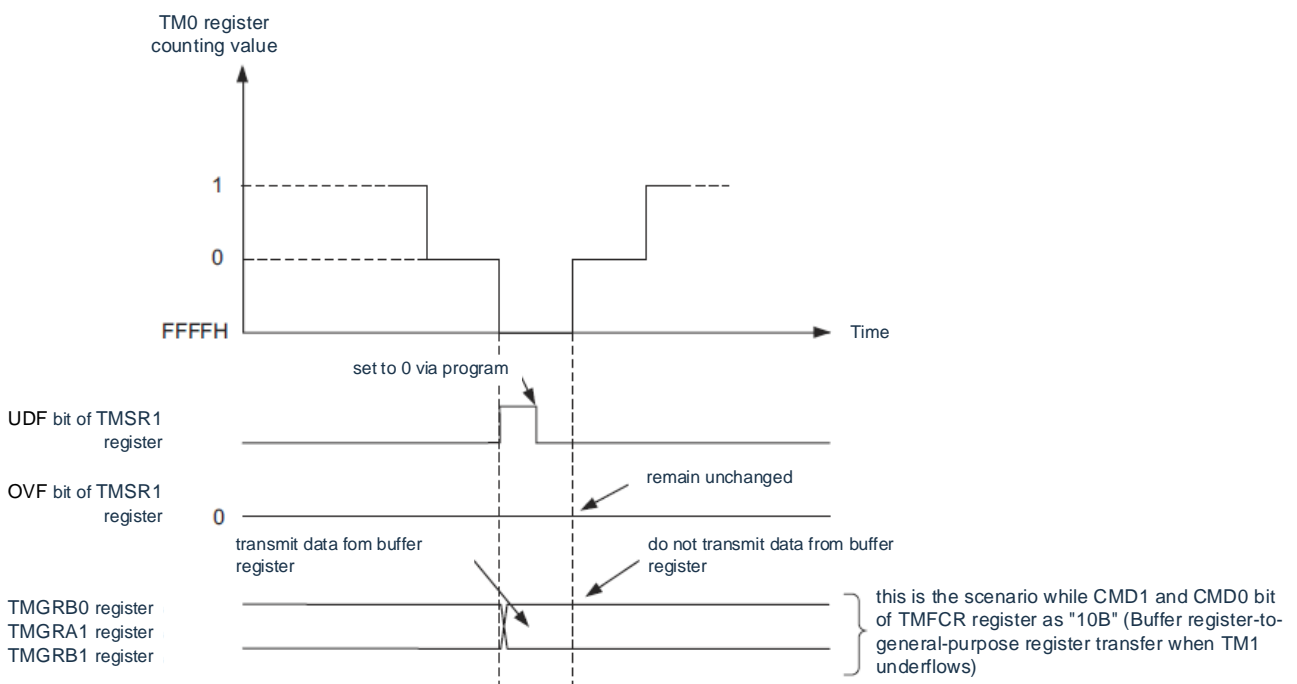 TM0 register
counting value
1
0
FFFFH
Time
set to 0 via program
UDF bit of TMSR1
register
remain unchanged
OVF bit of TMSR1
register
0
transmit data fom buffer
register
do not transmit data from buffer
register
TMGRB0 register
TMGRA1 register
TMGRB1 register
this is the scenario while CMD1 and CMD0 bit
of TMFCR register as "10B" (Buffer register-to-
general-purpose register transfer when TM1
underflows)